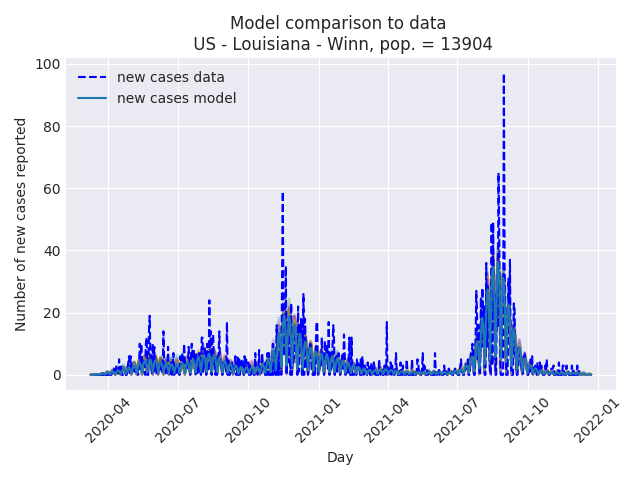 Model comparison to data
US - Louisiana - Winn, pop. = 13904
new cases data
new cases model
Number of new cases reported
100
80
60
40
20
0
2020-04
2020-07
2020-10
2021-01
2021-04
2021-07
2021-10
2022-01
Day